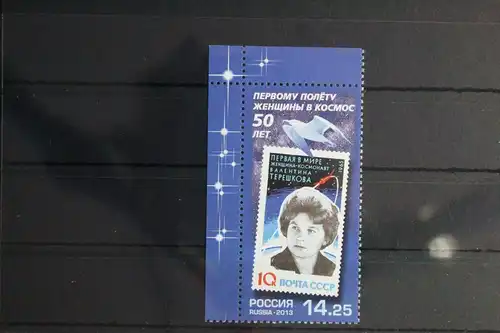 ПЕРВОМУ ПОЛЁТУ
ЖЕНЩИНЫ В КОСМОС
50
ЛЕТ
ПЕРВАЯ В МИРЕ
ЖЕНЩИНА-КОСМОНАВТ
ВАЛЕНТИНА
ТЕРЕШКОВА
1963
10 ПОЧТА СССР
РОССИЯ
RUSSIA•2013
14.25